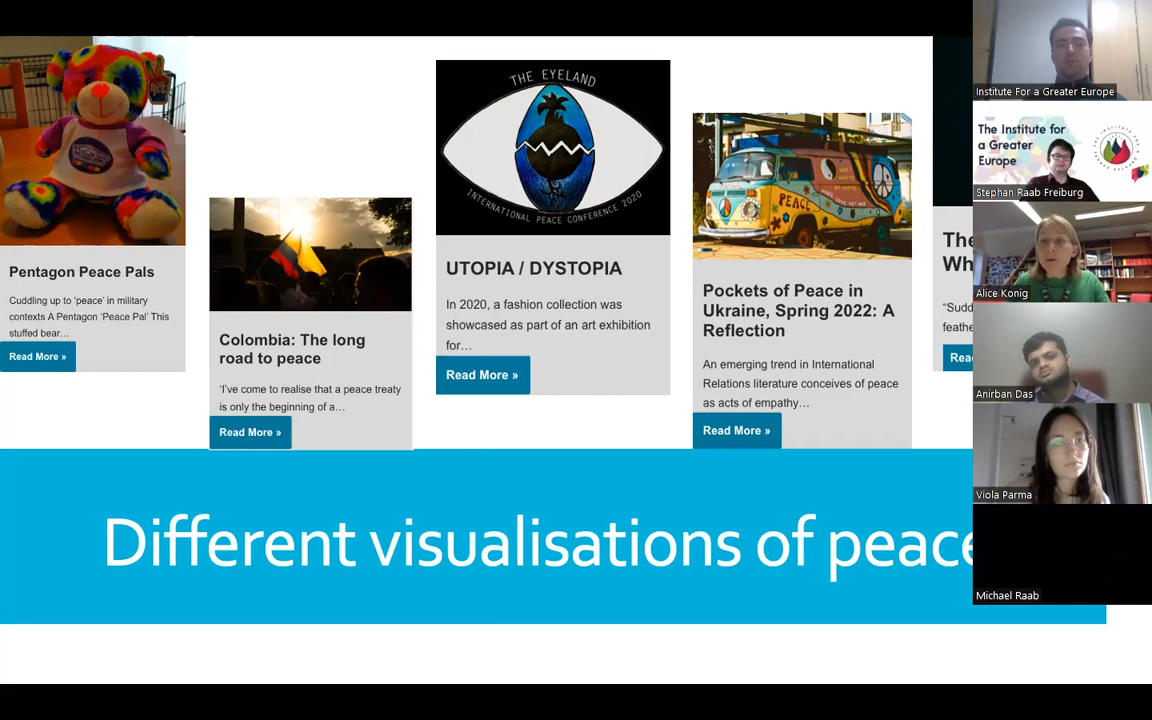 Pentagon Peace Pals
Cuddling up to ‘peace’ in military
contexts A Pentagon ‘Peace Pal’ This
stuffed bear…
Read More »
Colombia: The long
road to peace
‘I’ve come to realise that a peace treaty
is only the beginning of a…
Read More »
THE EYELAND
INTERNATIONAL PEACE CONFERENCE 2020
UTOPIA / DYSTOPIA
In 2020, a fashion collection was
showcased as part of an art exhibition
for…
Read More »
PEACE
Pockets of Peace in
Ukraine, Spring 2022: A
Reflection
An emerging trend in International
Relations literature conceives of peace
as acts of empathy…
Read More »
The
Wh
“Sudd
feathe
Read
Different visualisations of peace
Institute For a Greater Europe
The Institute for
a Greater
Europe
Stephan Raab Freiburg
Alice Konig
Anirban Das
Viola Parma
Michael Raab